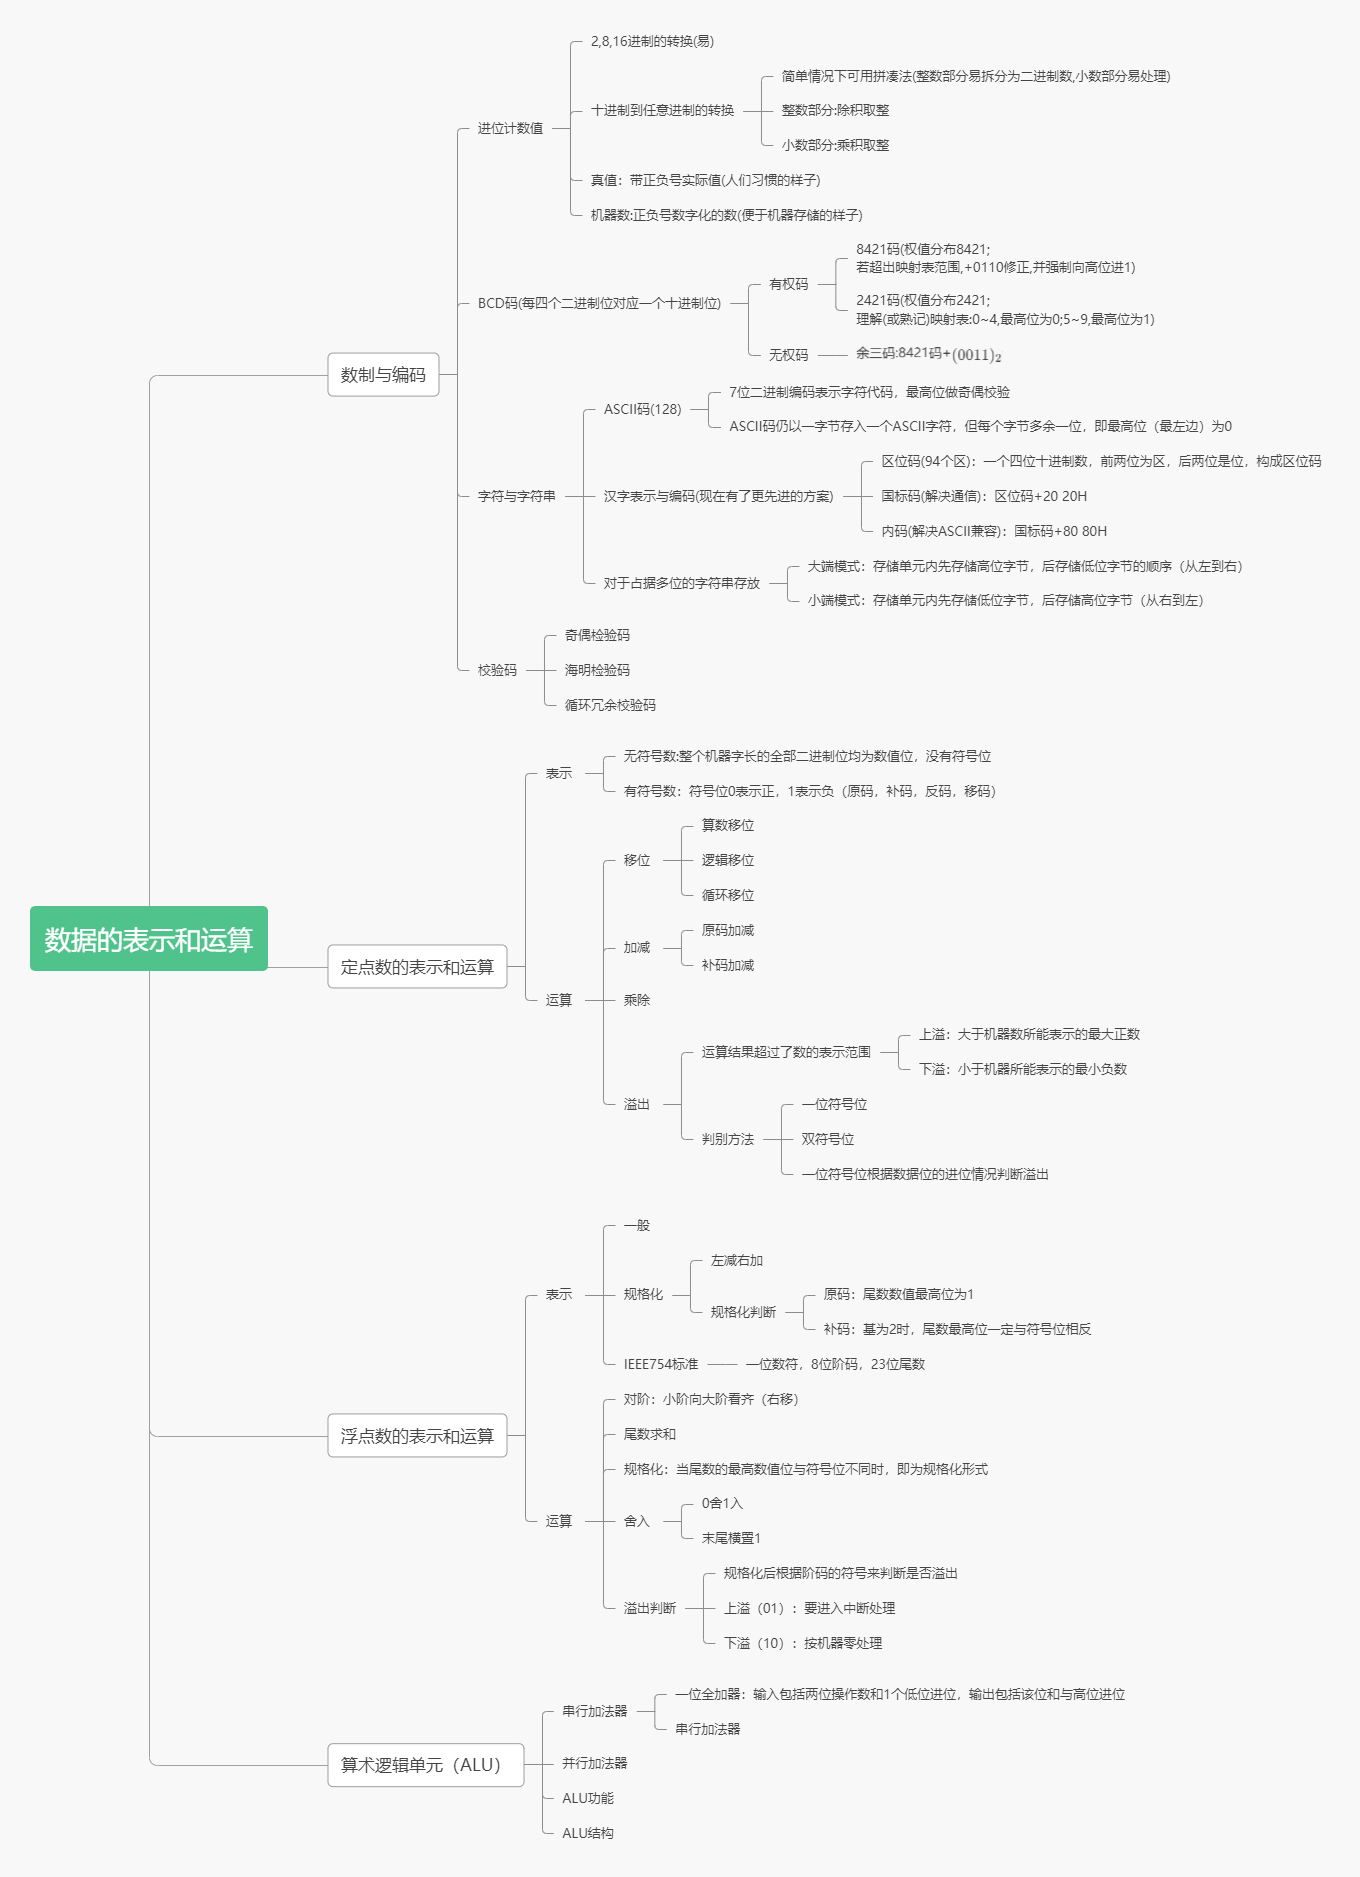 数据的表示和运算
数制与编码
进位计数值
2,8,16进制的转换(易)
十进制到任意进制的转换
简单情况下可用拼凑法(整数部分易拆分为二进制数,小数部分易处理)
整数部分:除积取整
小数部分:乘积取整
真值：带正负号实际值(人们习惯的样子)
机器数:正负号数字化的数(便于机器存储的样子)
BCD码(每四个二进制位对应一个十进制位)
有权码
8421码(权值分布8421;
若超出映射表范围,+0110修正,并强制向高位进1)
2421码(权值分布2421;
理解(或熟记)映射表:0~4,最高位为0;5~9,最高位为1)
无权码
余三码:8421码+(0011)₂
字符与字符串
ASCII码(128)
7位二进制编码表示字符代码，最高位做奇偶校验
ASCII码仍以一字节存入一个ASCII字符，但每个字节多余一位，即最高位（最左边）为0
汉字表示与编码(现在有了更先进的方案)
区位码(94个区)：一个四位十进制数，前两位为区，后两位是位，构成区位码
国标码(解决通信)：区位码+20 20H
内码(解决ASCII兼容)：国标码+80 80H
对于占据多位的字符串存放
大端模式：存储单元内先存储高位字节，后存储低位字节的顺序（从左到右）
小端模式：存储单元内先存储低位字节，后存储高位字节（从右到左）
校验码
奇偶检验码
海明检验码
循环冗余校验码
定点数的表示和运算
表示
无符号数:整个机器字长的全部二进制位均为数值位，没有符号位
有符号数：符号位0表示正，1表示负（原码，补码，反码，移码）
运算
移位
算数移位
逻辑移位
循环移位
加减
原码加减
补码加减
乘除
溢出
运算结果超过了数的表示范围
上溢：大于机器数所能表示的最大正数
下溢：小于机器所能表示的最小负数
判别方法
一位符号位
双符号位
一位符号位根据数据位的进位情况判断溢出
浮点数的表示和运算
表示
一般
规格化
左减右加
规格化判断
原码：尾数数值最高位为1
补码：基为2时，尾数最高位一定与符号位相反
IEEE754标准
一位数符，8位阶码，23位尾数
运算
对阶：小阶向大阶看齐（右移）
尾数求和
规格化：当尾数的最高数值位与符号位不同时，即为规格化形式
舍入
0舍1入
末尾横置1
溢出判断
规格化后根据阶码的符号来判断是否溢出
上溢（01）：要进入中断处理
下溢（10）：按机器零处理
算术逻辑单元（ALU）
串行加法器
一位全加器：输入包括两位操作数和1个低位进位，输出包括该位和与高位进位
串行加法器
并行加法器
ALU功能
ALU结构